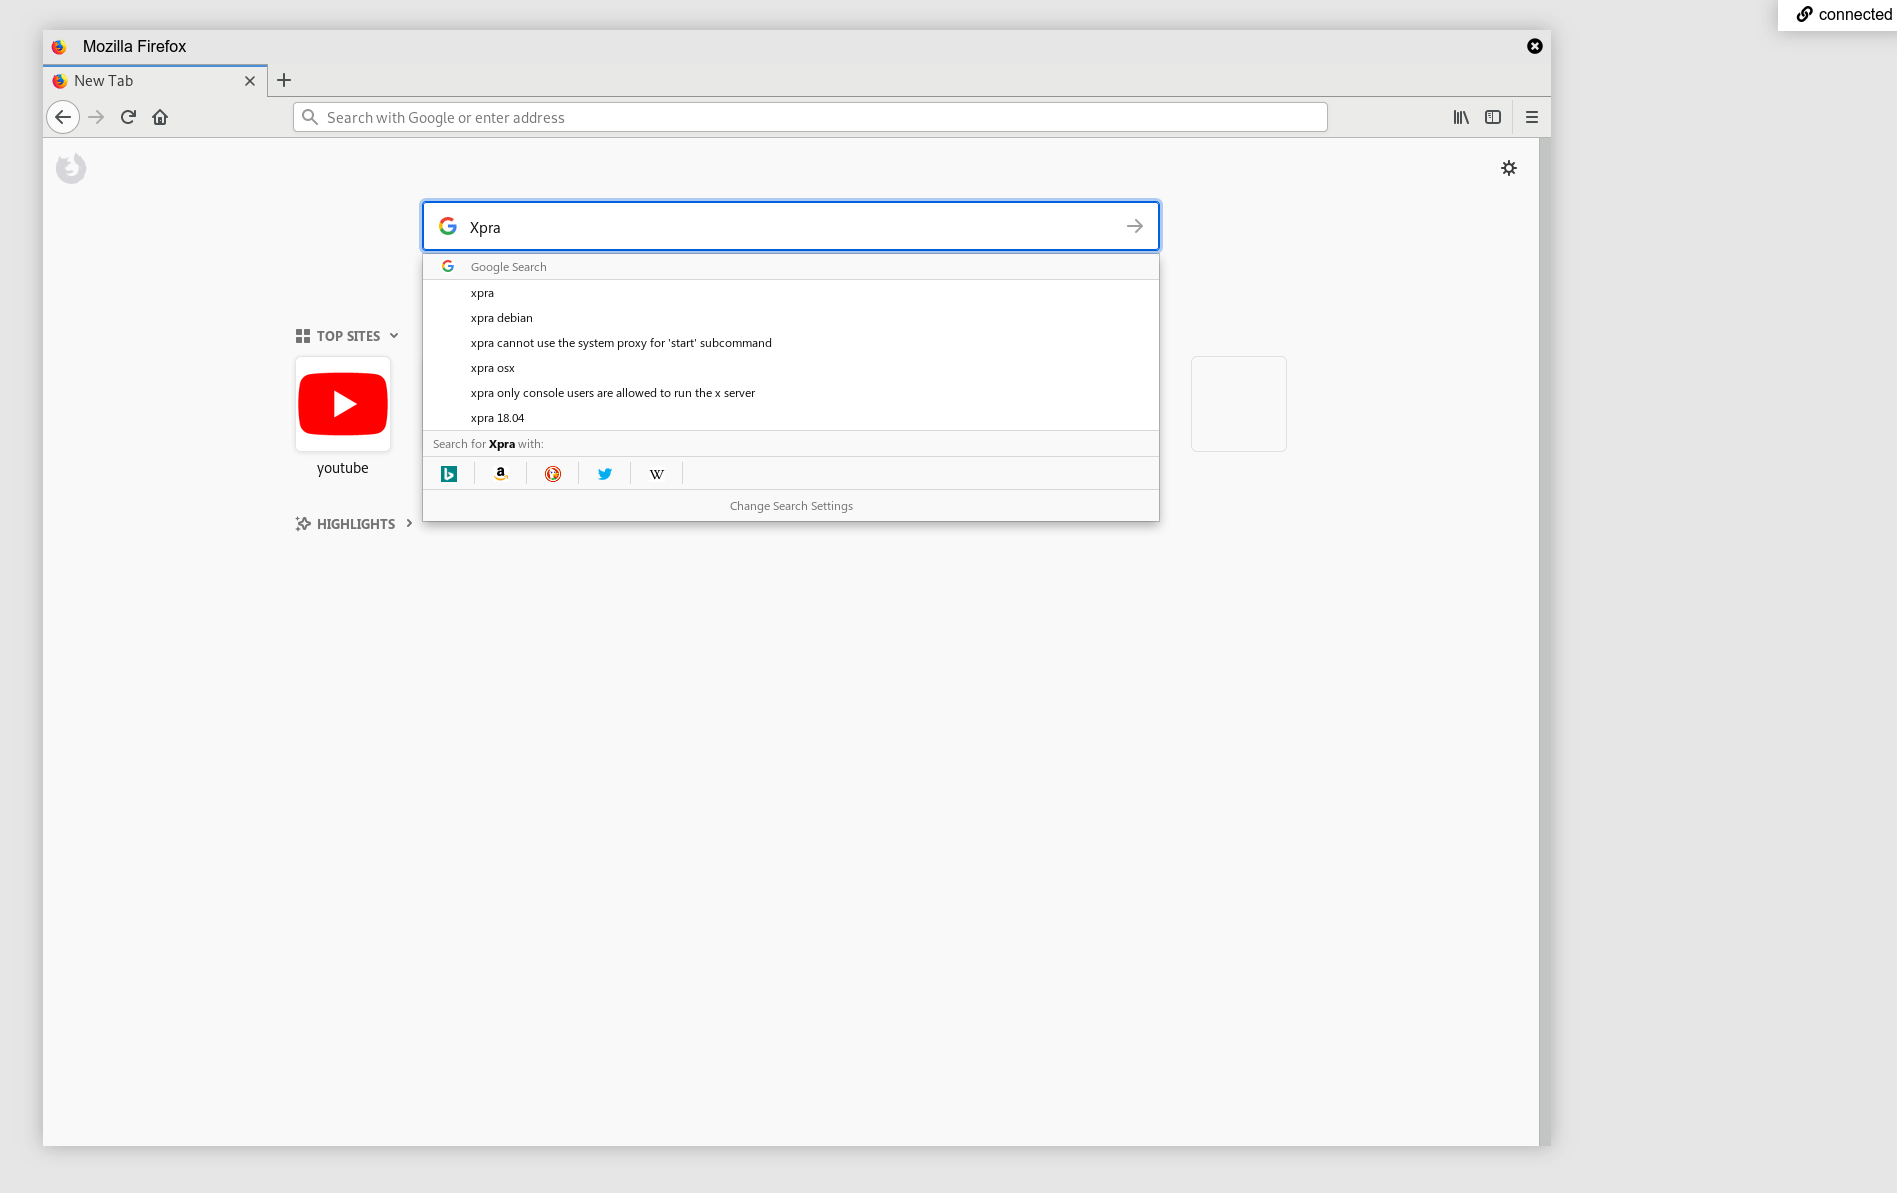 connected
Mozilla Firefox
New Tab
Search with Google or enter address
Xpra
Google Search
xpra
xpra debian
xpra cannot use the system proxy for 'start' subcommand
xpra osx
xpra only console users are allowed to run the x server
xpra 18.04
Search for Xpra with:
a
W
Change Search Settings
TOP SITES
youtube
HIGHLIGHTS